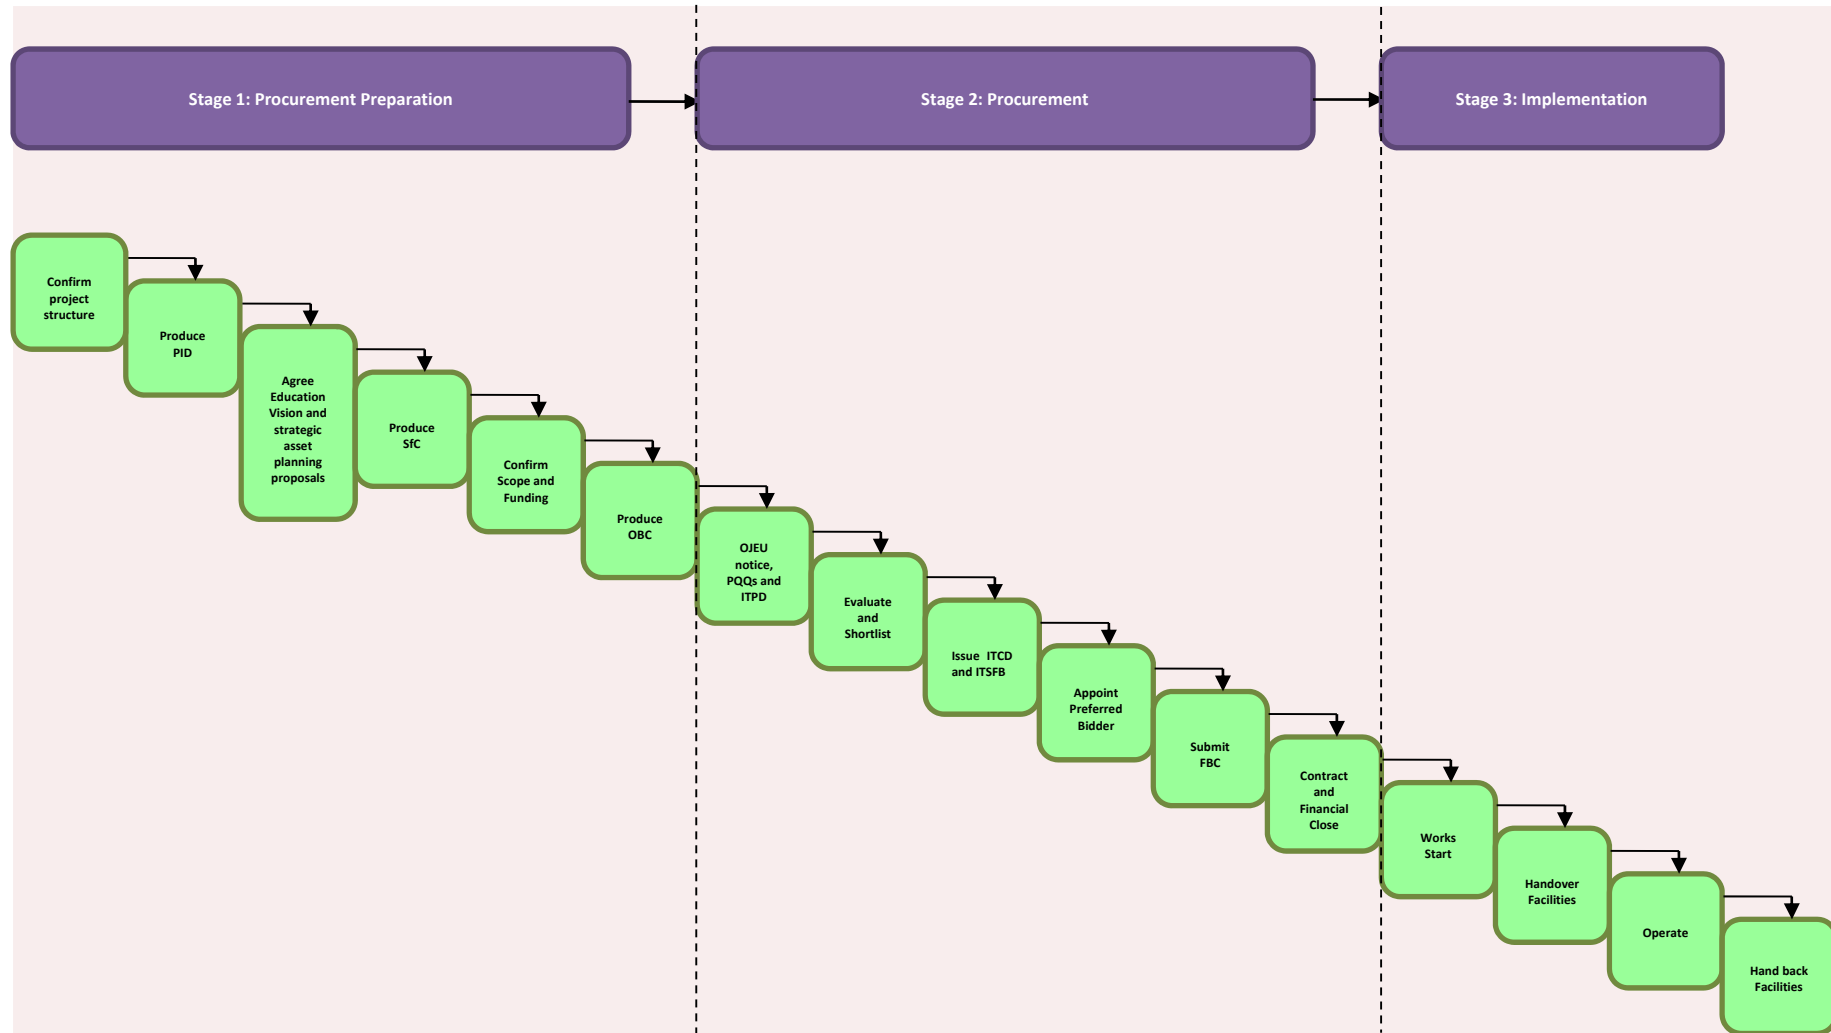 Stage 1: Procurement Preparation
Stage 2: Procurement
Stage 3: Implementation
Confirm
project
structure
Produce
PID
Agree
Education
Vision and
strategic
asset
planning
proposals
Produce
SfC
Confirm
Scope and
Funding
Produce
OBC
OJEU
notice,
PQQs and
ITPD
Evaluate
and
Shortlist
Issue ITCD
and ITSFB
Appoint
Preferred
Bidder
Submit
FBC
Contract
and
Financial
Close
Works
Start
Handover
Facilities
Operate
Hand back
Facilities